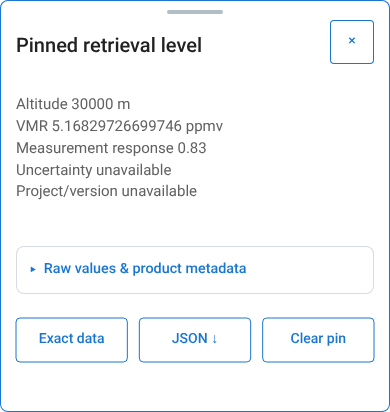 Pinned retrieval level
×
Altitude 30000 m
VMR 5.16829726699746 ppmv
Measurement response 0.83
Uncertainty unavailable
Project/version unavailable
▸ Raw values & product metadata
Exact data
JSON ↓
Clear pin